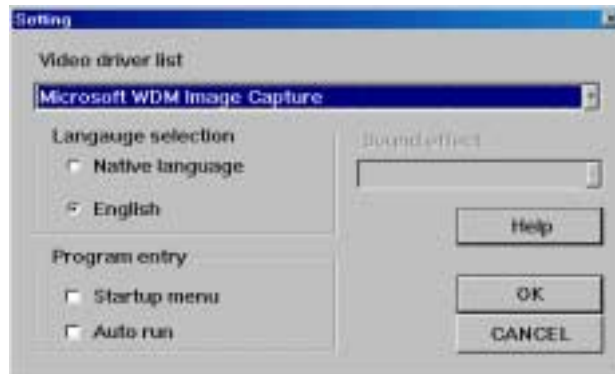 Setting
Video driver list
Microsoft WDM Image Capture
Langauge selection
Native language
English
Sound effect
Help
Program entry
Startup menu
Auto run
OK
CANCEL